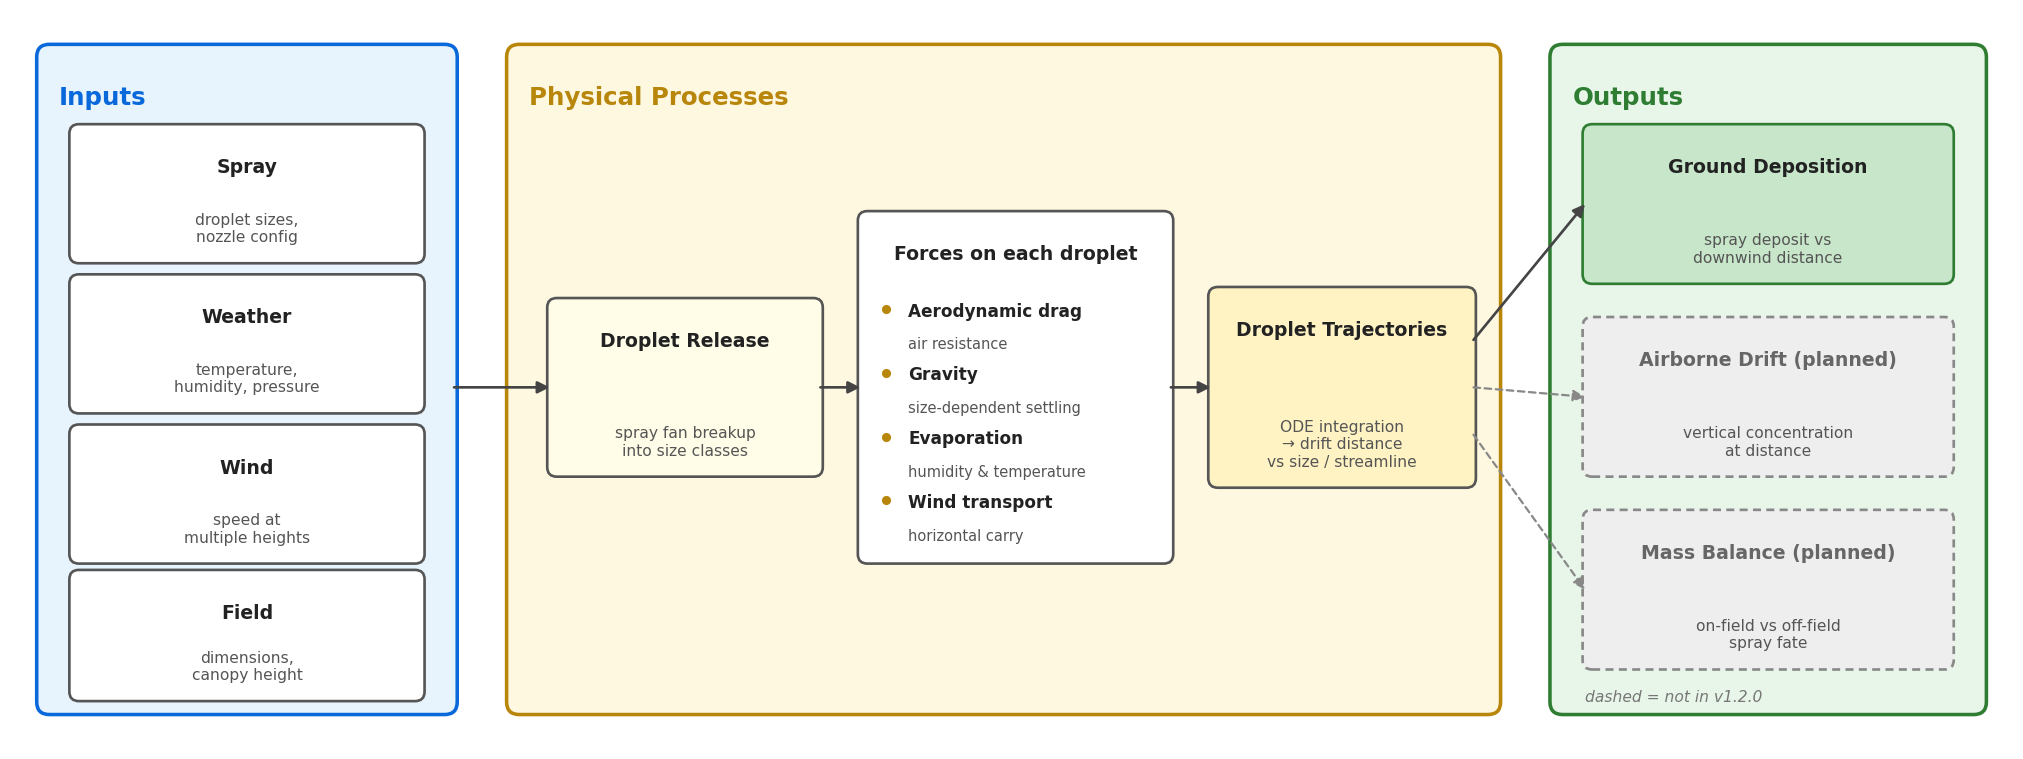 Inputs
Spray
droplet sizes,
nozzle config
Weather
temperature,
humidity, pressure
Wind
speed at
multiple heights
Field
dimensions,
canopy height
Physical Processes
Droplet Release
spray fan breakup
into size classes
Forces on each droplet
Aerodynamic drag
air resistance
Gravity
size-dependent settling
Evaporation
humidity & temperature
Wind transport
horizontal carry
Droplet Trajectories
ODE integration
→ drift distance
vs size / streamline
Outputs
Ground Deposition
spray deposit vs
downwind distance
Airborne Drift (planned)
vertical concentration
at distance
Mass Balance (planned)
on-field vs off-field
spray fate
dashed = not in v1.2.0